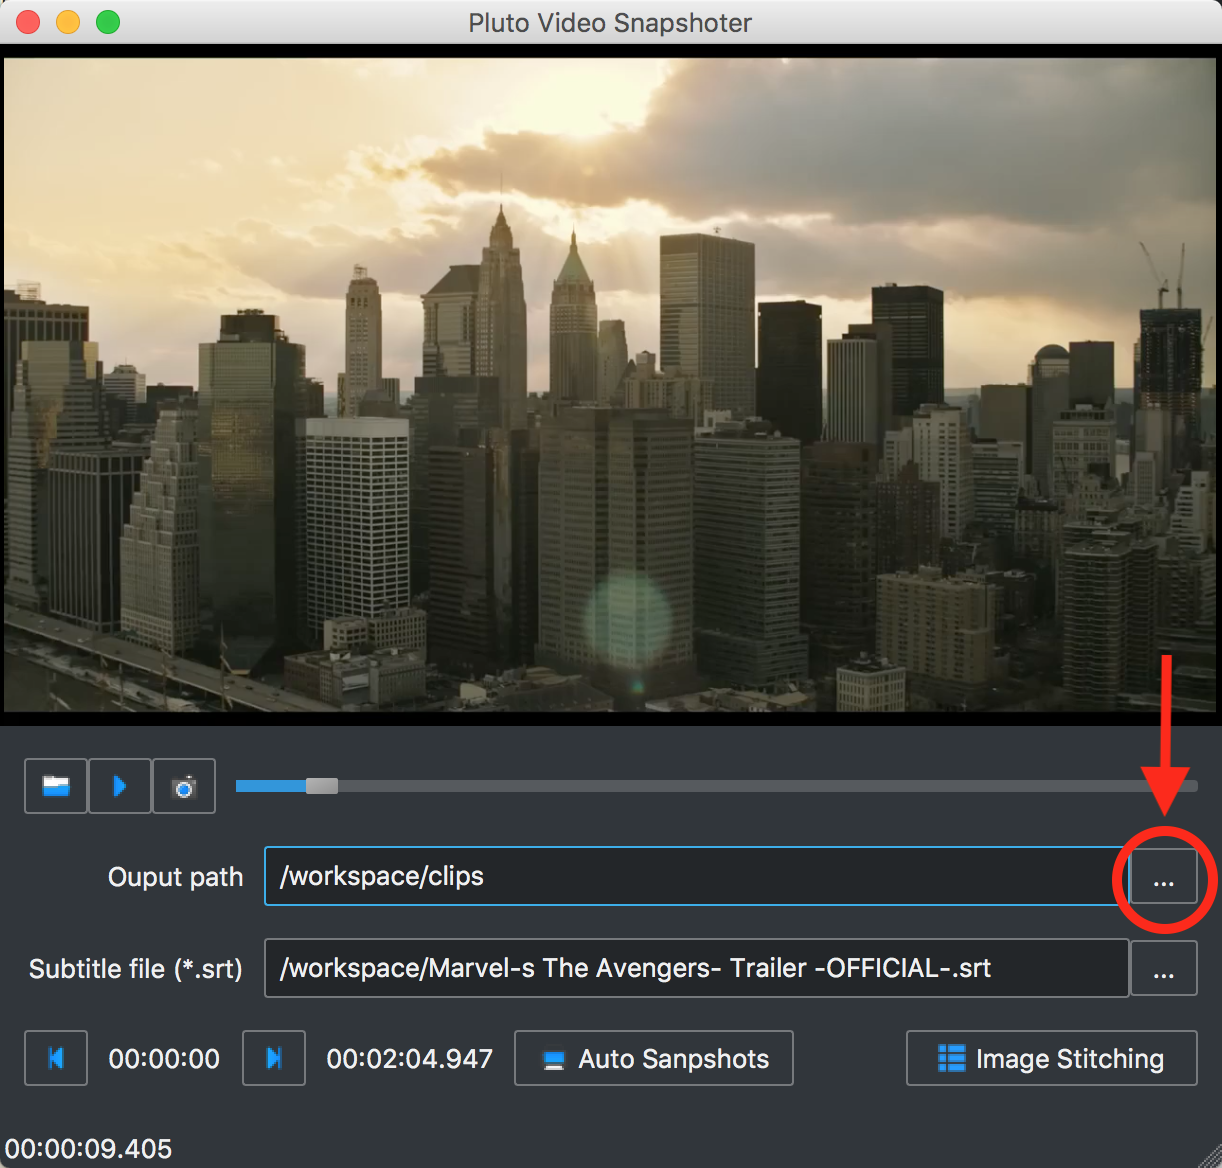 Pluto Video Snapshoter
Ouput path
/workspace/clips
...
Subtitle file (*.srt)
/workspace/Marvel-s The Avengers- Trailer -OFFICIAL-.srt
...
00:00:00
00:02:04.947
Auto Sanpshots
Image Stitching
00:00:09.405